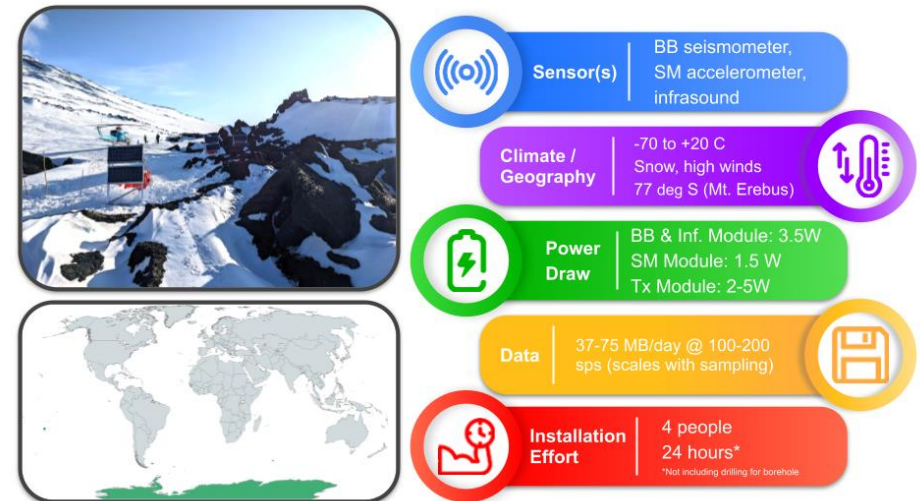 Sensor(s)
BB seismometer,
SM accelerometer,
infrasound
Climate /
Geography
-70 to +20 C
Snow, high winds
77 deg S (Mt. Erebus)
Power
Draw
BB & Inf. Module: 3.5W
SM Module: 1.5 W
Tx Module: 2-5W
Data
37-75 MB/day @ 100-200
sps (scales with sampling)
Installation
Effort
4 people
24 hours*
*Not including drilling for borehole